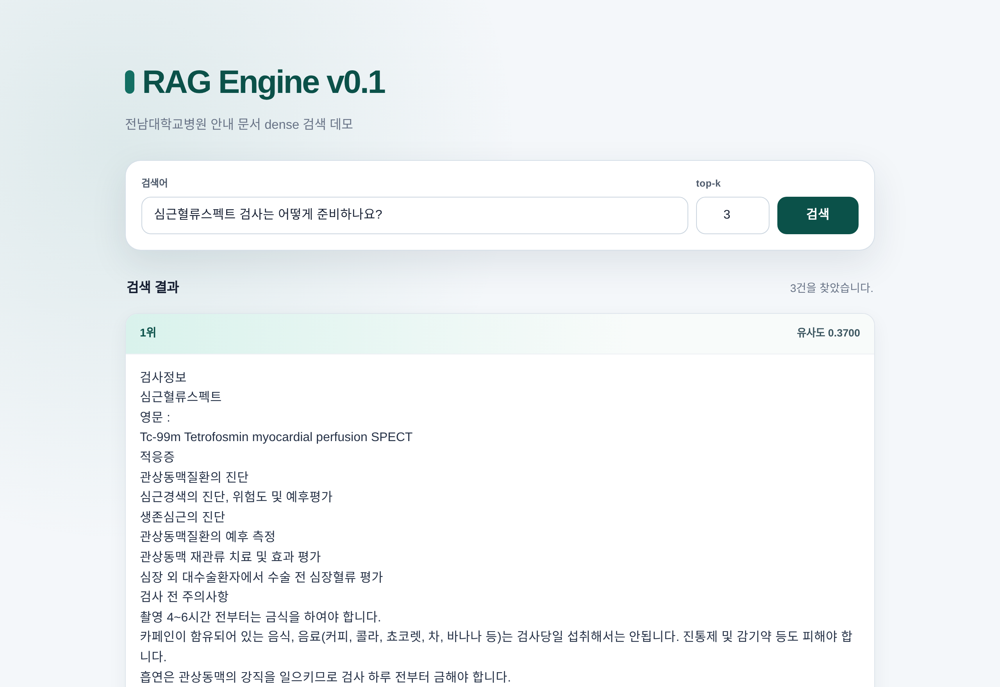 RAG Engine v0.1
전남대학교병원 안내 문서 dense 검색 데모
검색어
top-k
심근혈류스펙트 검사는 어떻게 준비하나요?
3
검색
검색 결과
3건을 찾았습니다.
1위
유사도 0.3700
검사정보
심근혈류스펙트
영문 :
Tc-99m Tetrofosmin myocardial perfusion SPECT
적응증
관상동맥질환의 진단
심근경색의 진단, 위험도 및 예후평가
생존심근의 진단
관상동맥질환의 예후 측정
관상동맥 재관류 치료 및 효과 평가
심장 외 대수술환자에서 수술 전 심장혈류 평가
검사 전 주의사항
촬영 4~6시간 전부터는 금식을 하여야 합니다.
카페인이 함유되어 있는 음식, 음료(커피, 콜라, 쵸코렛, 차, 바나나 등)는 검사당일 섭취해서는 안됩니다. 진통제 및 감기약 등도 피해야 합
니다.
흡연은 관상동맥의 강직을 일으키므로 검사 하루 전부터 금해야 합니다.